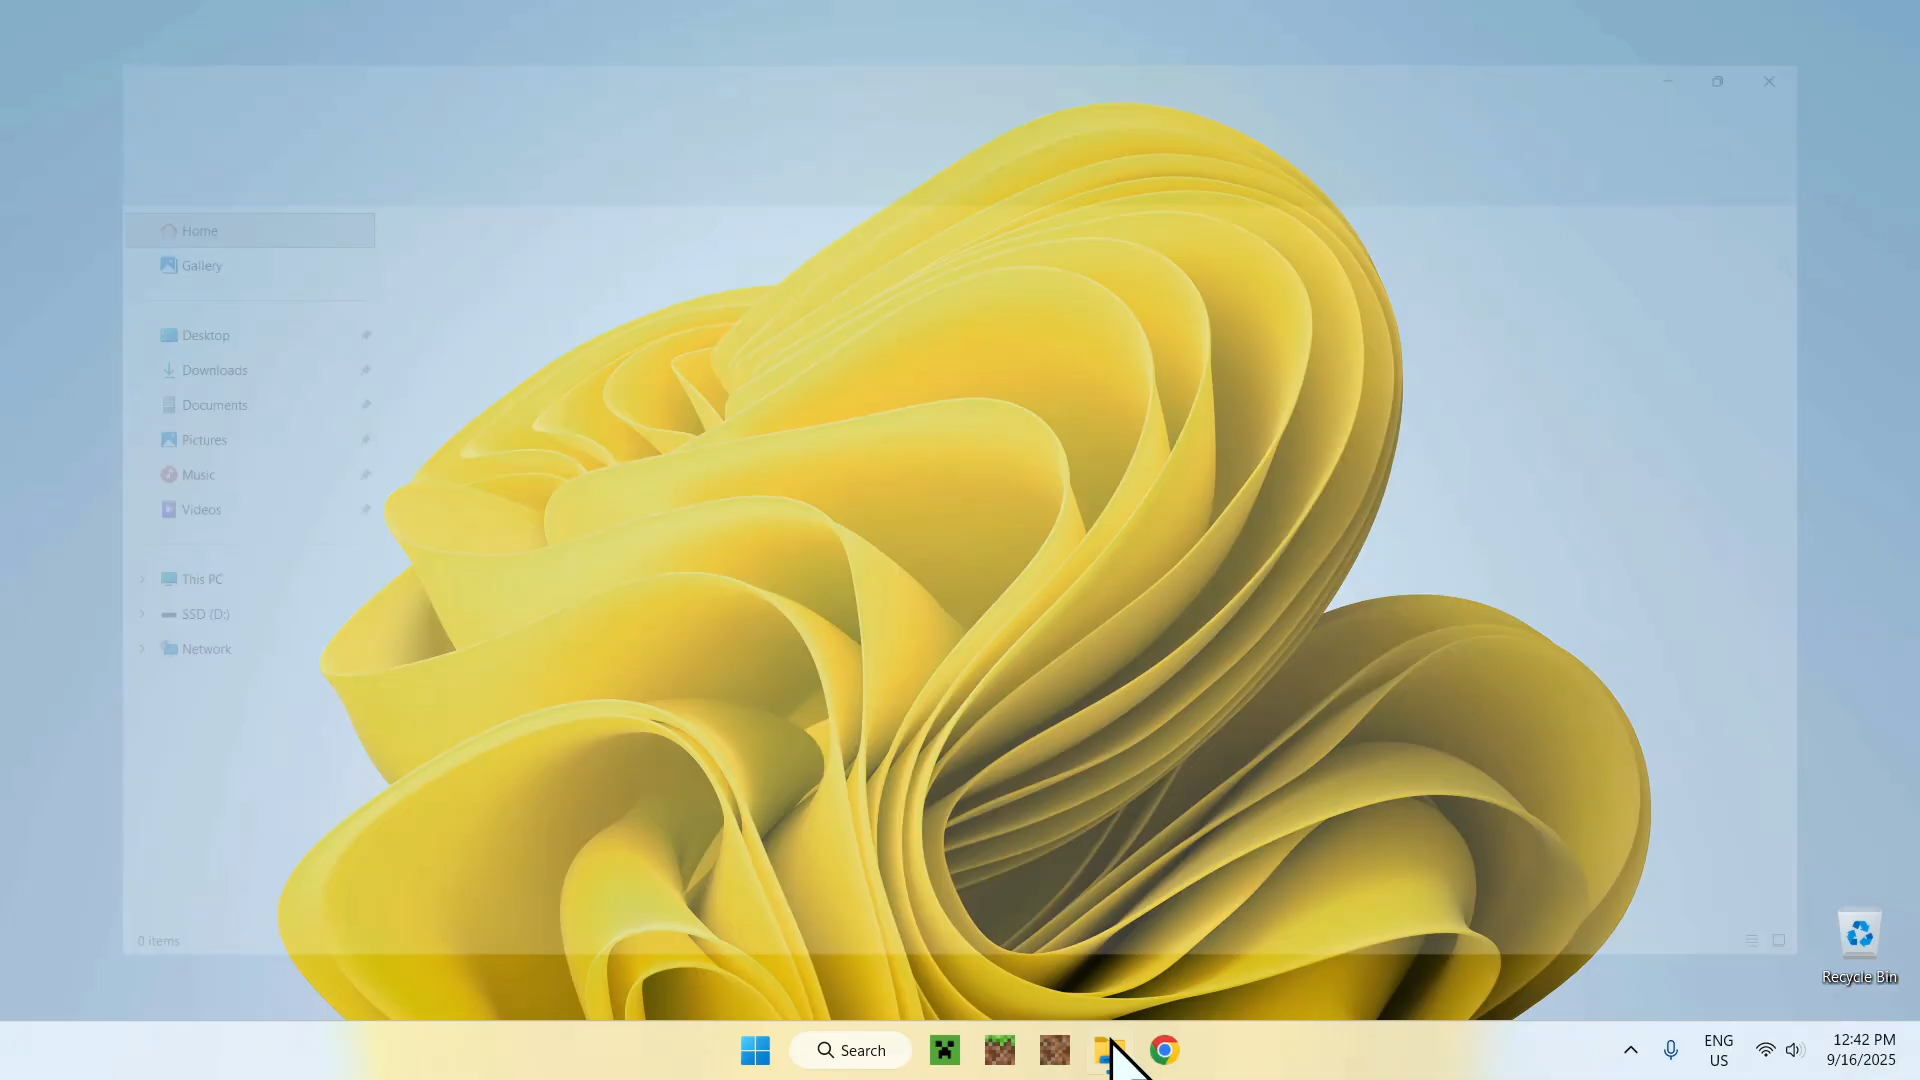 Home
Gallery
Desktop
Downloads
Documents
Pictures
Music
Videos
This PC
SSD (D:)
Network
0 items
Recycle Bin
Search
ENG
US
12:42 PM
9/16/2025